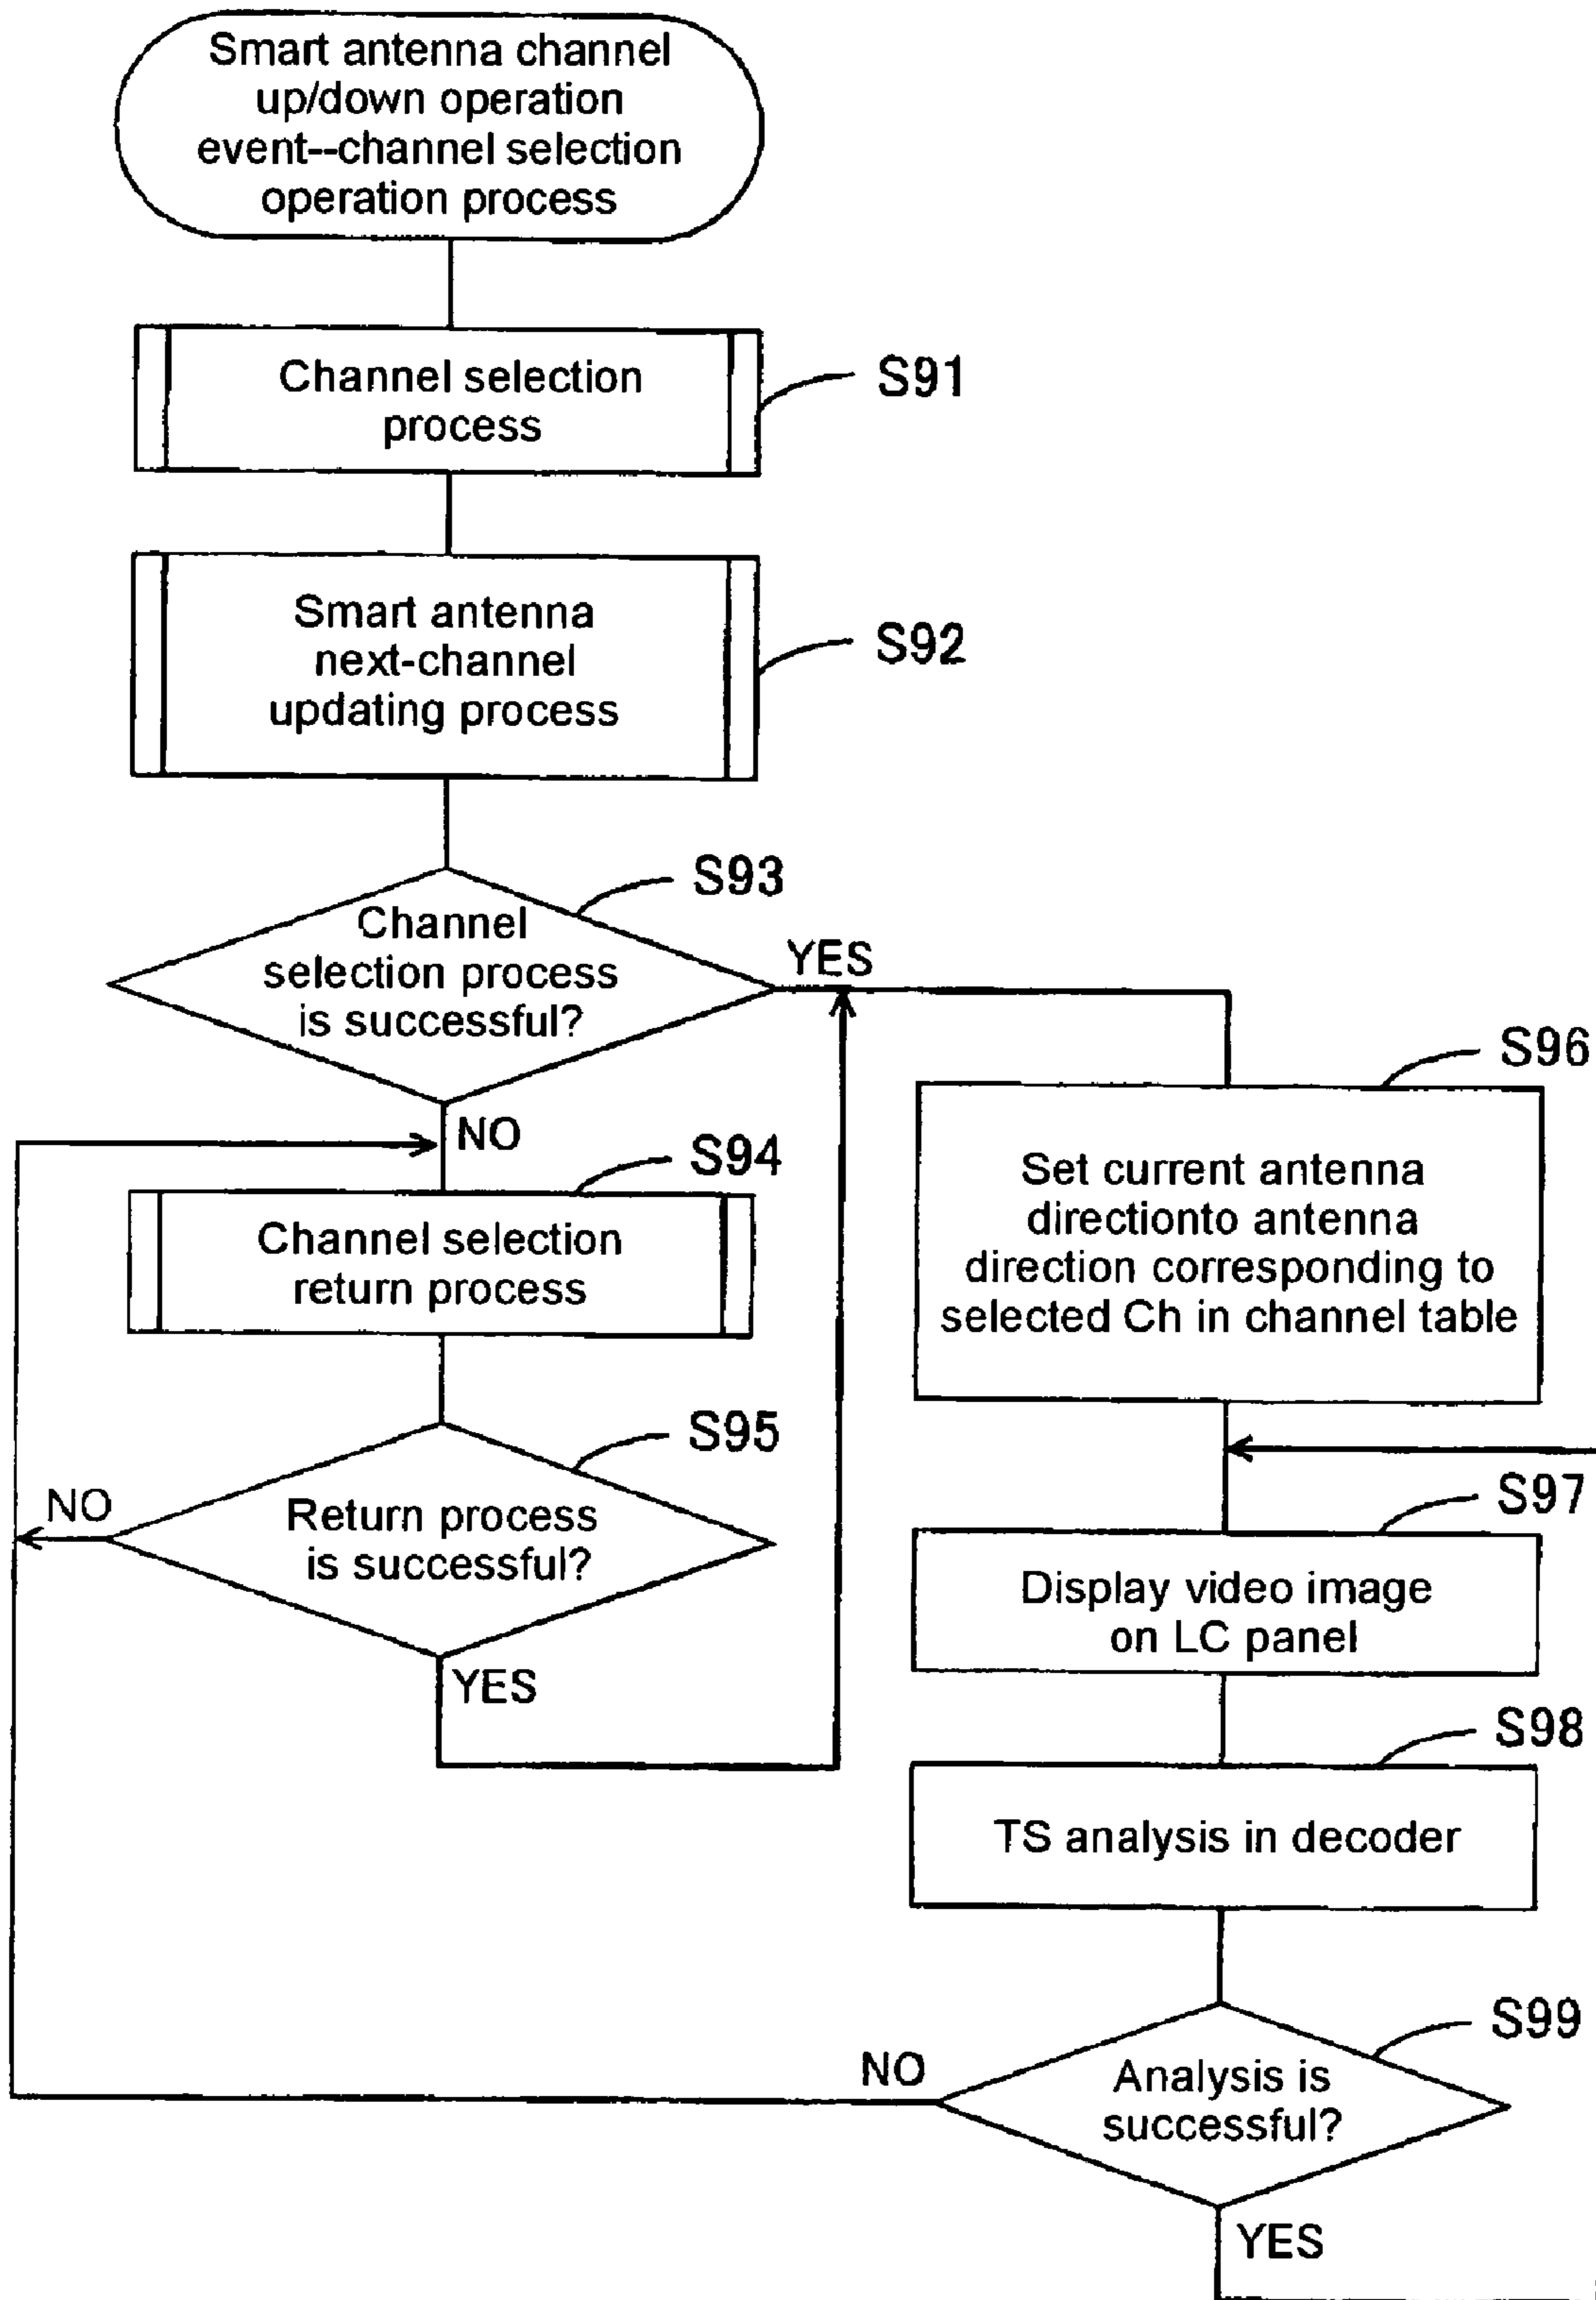 Smart antenna channel
up/down operation
event--channel selection
operation process
Channel selection
process
S91
Smart antenna
next-channel
updating process
S92
S93
Channel
selection process
is successful?
YES
NO
S94
Channel selection
return process
S95
Return process
is successful?
NO
YES
S96
Set current antenna
directionto antenna
direction corresponding to
selected Ch in channel table
S97
Display video image
on LC panel
S98
TS analysis in decoder
S99
Analysis is
successful?
NO
YES